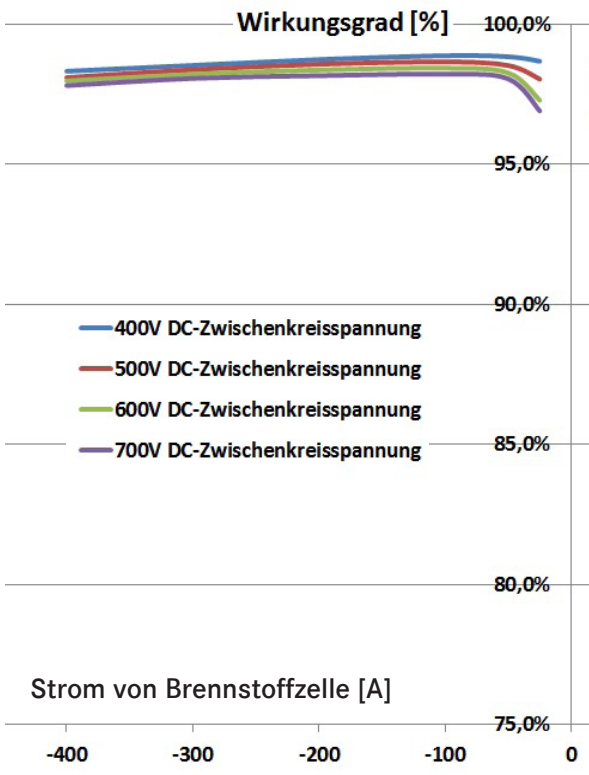 Wirkungsgrad [%]
100,0%
95,0%
90,0%
400V DC-Zwischenkreisspannung
500V DC-Zwischenkreisspannung
600V DC-Zwischenkreisspannung
700V DC-Zwischenkreisspannung
85,0%
80,0%
Strom von Brennstoffzelle [A]
75,0%
-400 -300 -200 -100 0